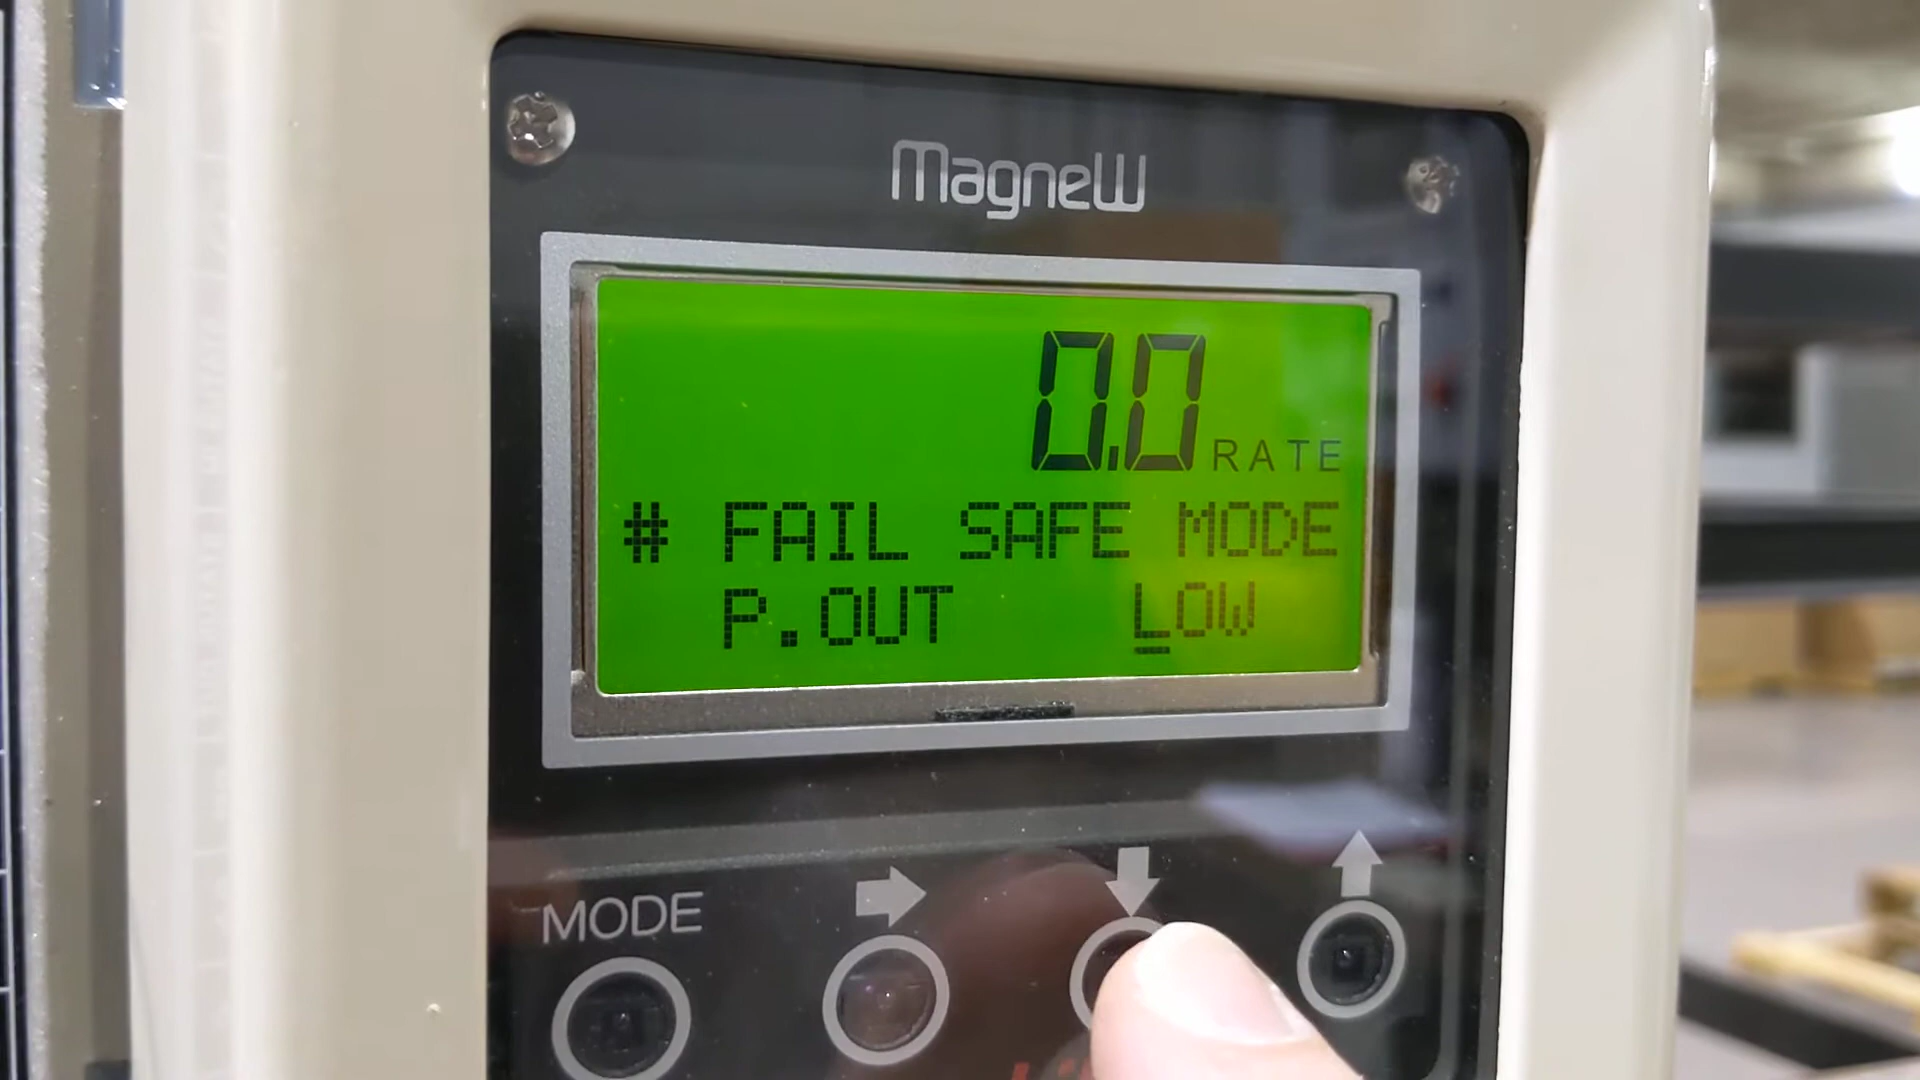 MagneW
0.0 RATE
# FAIL SAFE MODE
P.OUT LOW
MODE